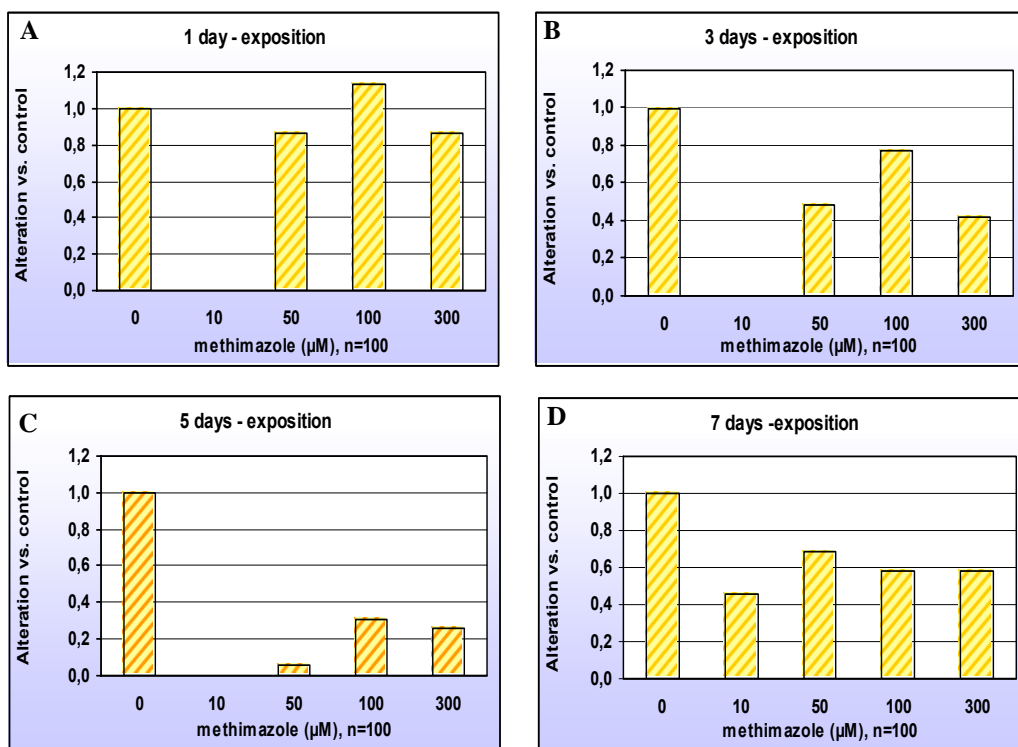 A
1 day - exposition
Alteration vs. control
1,2
1,0
0,8
0,6
0,4
0,2
0,0
0 10 50 100 300
methimazole (µM), n=100
B
3 days - exposition
Alteration vs. control
1,2
1,0
0,8
0,6
0,4
0,2
0,0
0 10 50 100 300
methimazole (µM), n=100
C
5 days - exposition
Alteration vs. control
1,2
1,0
0,8
0,6
0,4
0,2
0,0
0 10 50 100 300
methimazole (µM), n=100
D
7 days -exposition
Alteration vs. control
1,2
1,0
0,8
0,6
0,4
0,2
0,0
0 10 50 100 300
methimazole (µM), n=100